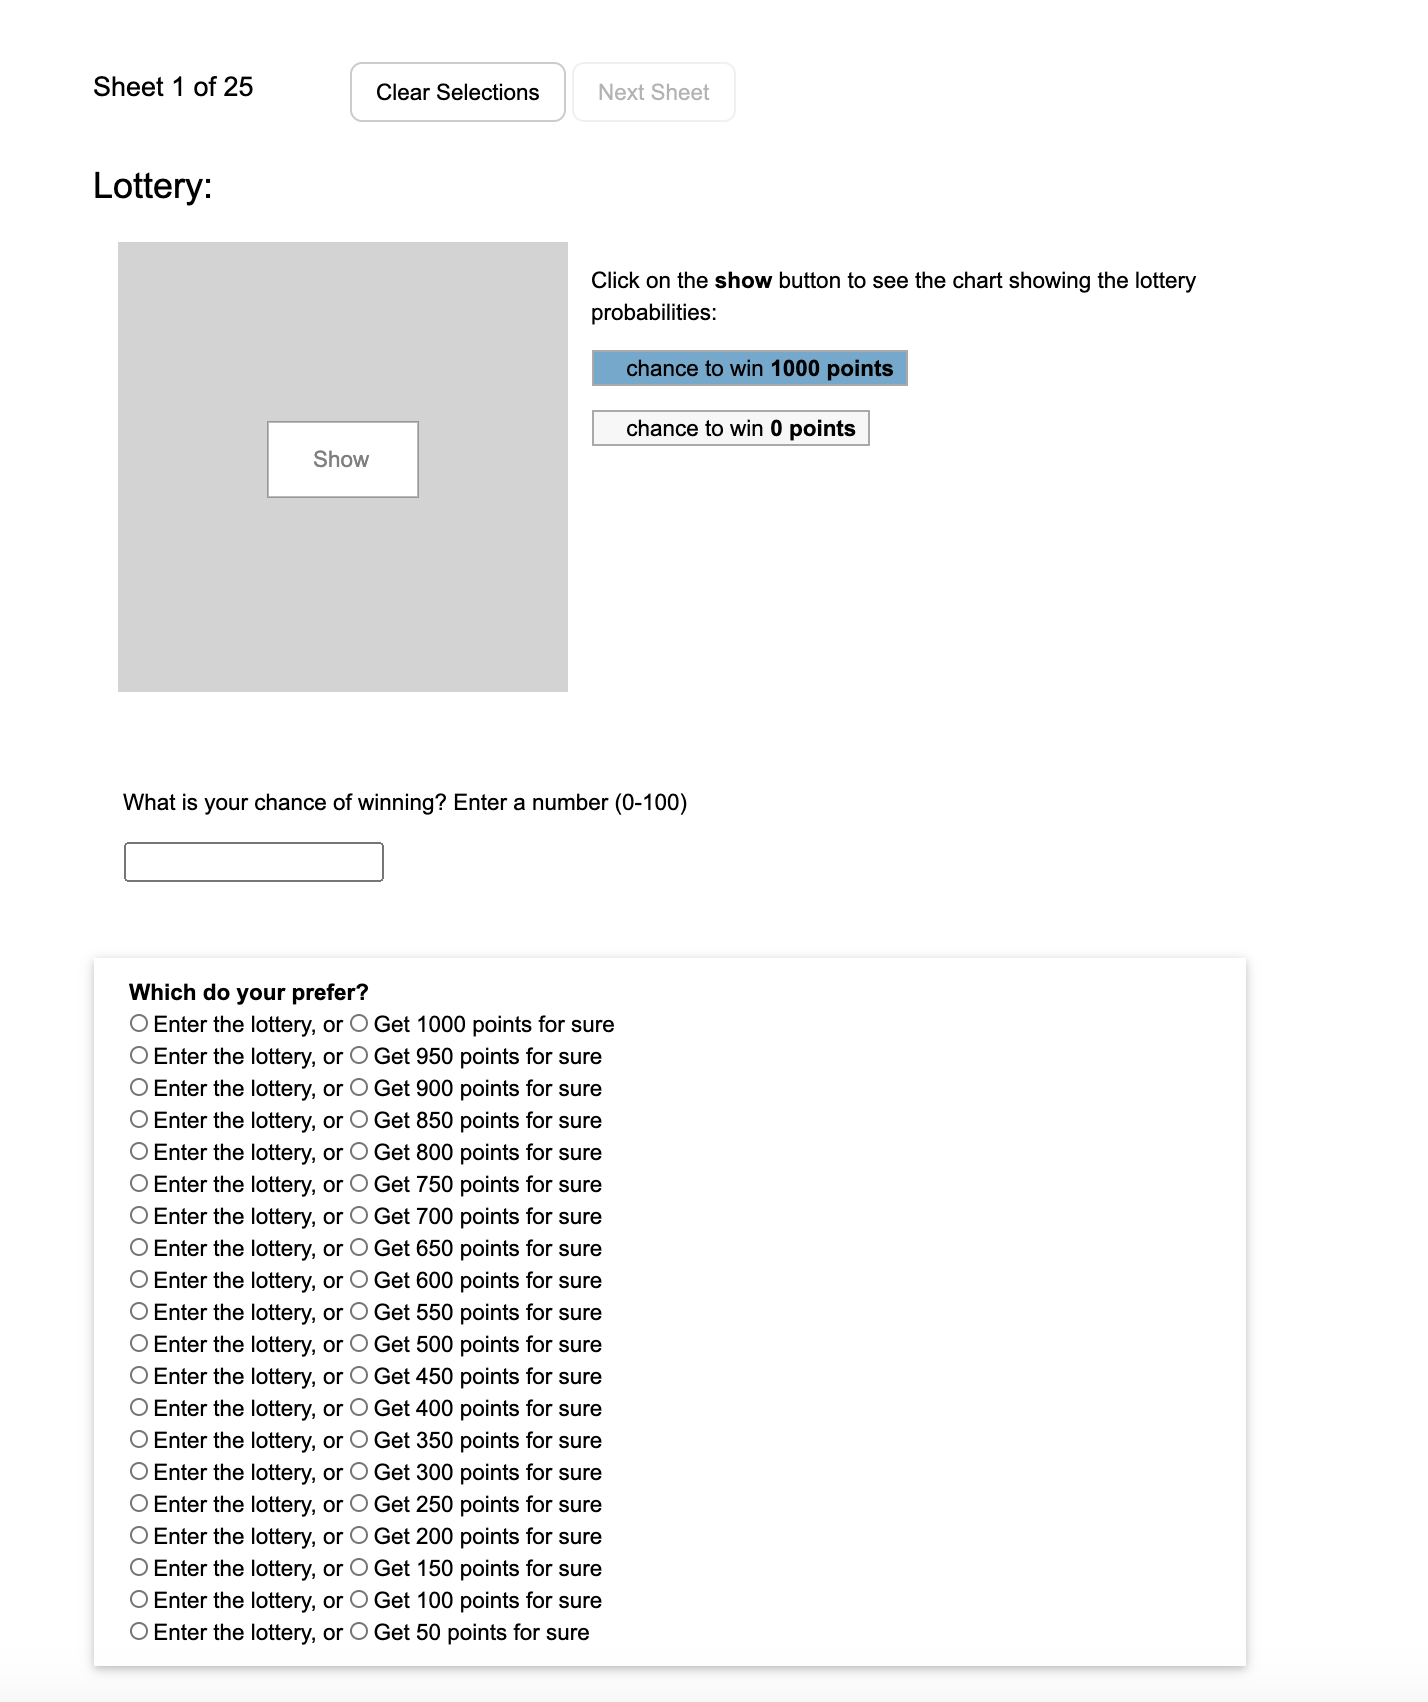 Sheet 1 of 25
Clear Selections
Next Sheet
Lottery:
Show
Click on the show button to see the chart showing the lottery
probabilities:
chance to win 1000 points
chance to win 0 points
What is your chance of winning? Enter a number (0-100)
Which do your prefer?
Enter the lottery, or Get 1000 points for sure
Enter the lottery, or Get 950 points for sure
Enter the lottery, or Get 900 points for sure
Enter the lottery, or Get 850 points for sure
Enter the lottery, or Get 800 points for sure
Enter the lottery, or Get 750 points for sure
Enter the lottery, or Get 700 points for sure
Enter the lottery, or Get 650 points for sure
Enter the lottery, or Get 600 points for sure
Enter the lottery, or Get 550 points for sure
Enter the lottery, or Get 500 points for sure
Enter the lottery, or Get 450 points for sure
Enter the lottery, or Get 400 points for sure
Enter the lottery, or Get 350 points for sure
Enter the lottery, or Get 300 points for sure
Enter the lottery, or Get 250 points for sure
Enter the lottery, or Get 200 points for sure
Enter the lottery, or Get 150 points for sure
Enter the lottery, or Get 100 points for sure
Enter the lottery, or Get 50 points for sure